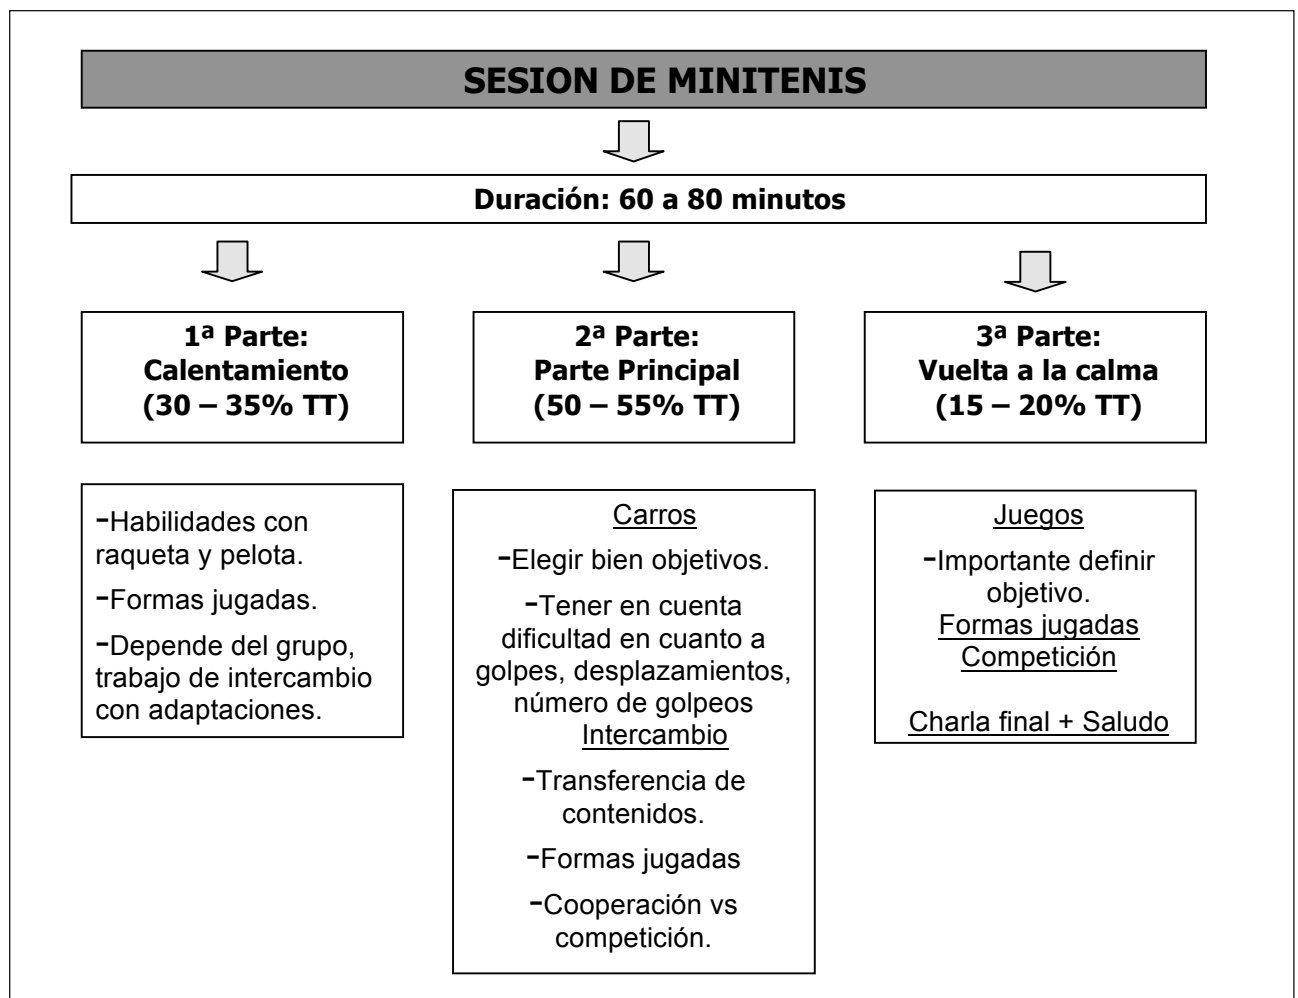 SESION DE MINITENIS
Duración: 60 a 80 minutos
1ª Parte:
Calentamiento
(30 – 35% TT)
2ª Parte:
Parte Principal
(50 – 55% TT)
3ª Parte:
Vuelta a la calma
(15 – 20% TT)
-Habilidades con
raqueta y pelota.
-Formas jugadas.
-Depende del grupo,
trabajo de intercambio
con adaptaciones.
Carros
-Elegir bien objetivos.
-Tener en cuenta
dificultad en cuanto a
golpes, desplazamientos,
número de golpeos
Intercambio
-Transferencia de
contenidos.
-Formas jugadas
-Cooperación vs
competición.
Juegos
-Importante definir
objetivo.
Formas jugadas
Competición
Charla final + Saludo